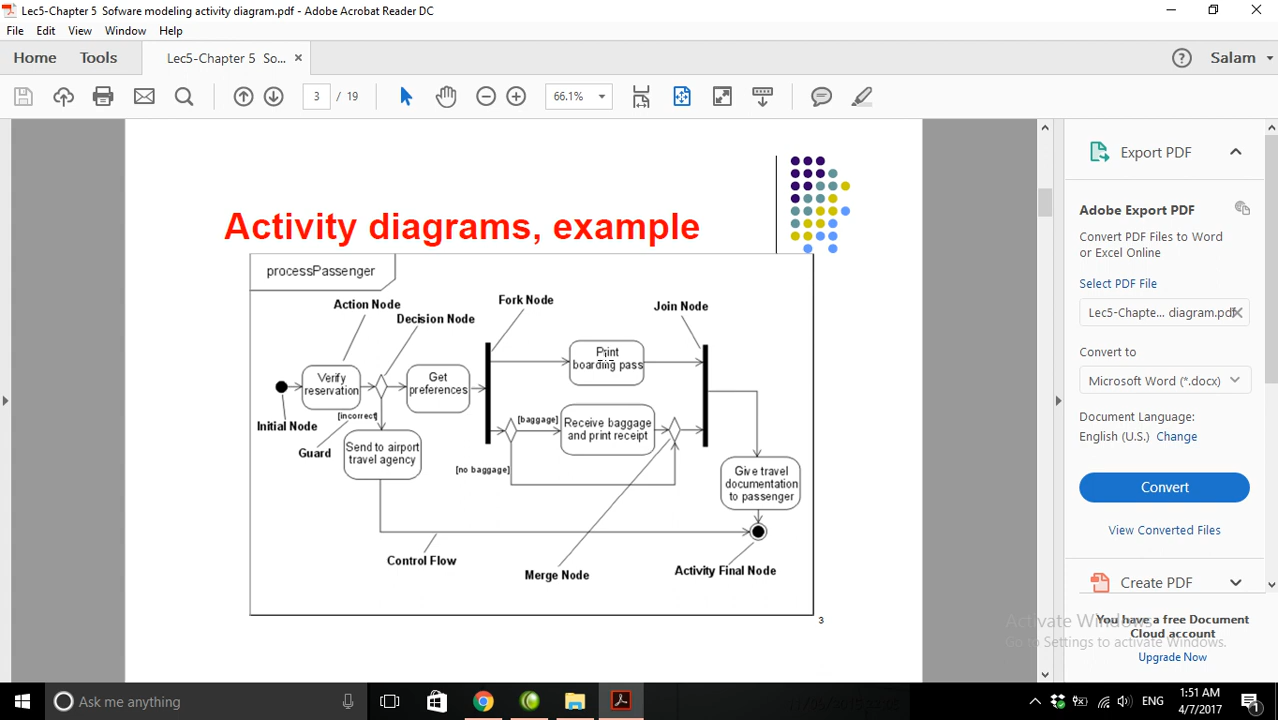 Lec5-Chapter 5  Sofware modeling activity diagram.pdf - Adobe Acrobat Reader DC
File Edit View Window Help
Home Tools Lec5-Chapter 5 So... × ? Salam
3 / 19 66.1%
Activity diagrams, example
processPassenger
Action Node
Decision Node
Fork Node
Join Node
Verify
reservation
Get
preferences
Print
boarding pass
[incorrect]
Initial Node
Guard
Send to airport
travel agency
[baggage]
Receive baggage
and print receipt
[no baggage]
Give travel
documentation
to passenger
Control Flow
Merge Node
Activity Final Node
3
Export PDF
Adobe Export PDF
Convert PDF Files to Word
or Excel Online
Select PDF File
Lec5-Chapte... diagram.pdf
Convert to
Microsoft Word (*.docx)
Document Language:
English (U.S.) Change
Convert
View Converted Files
Create PDF
You have a free Document
Cloud account
Upgrade Now
Activate Windows
Go to Settings to activate Windows.
Ask me anything
ENG
1:51 AM
4/7/2017
1